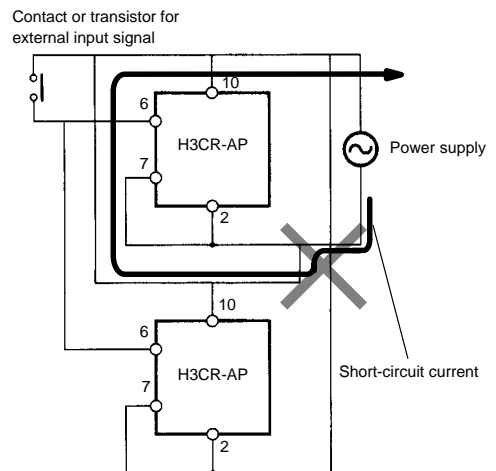 Contact or transistor for
external input signal
10
6
H3CR-AP
7
Power supply
2
10
6
Short-circuit current
H3CR-AP
7
2